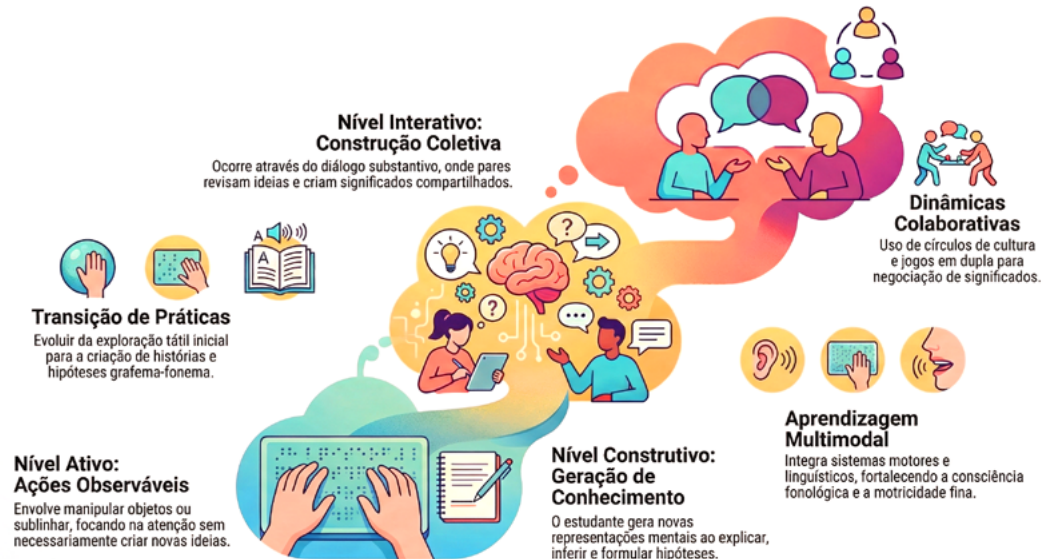 Nível Interativo:
Construção Coletiva
Ocorre através do diálogo substantivo, onde pares
revisam ideias e criam significados compartilhados.
Dinâmicas
Colaborativas
Uso de círculos de cultura
e jogos em dupla para
negociação de significados.
A
A
?
?
...
Transição de Práticas
Evoluir da exploração tátil inicial
para a criação de histórias e
hipóteses grafema-fonema.
Aprendizagem
Multimodal
Integra sistemas motores e
linguísticos, fortalecendo a consciência
fonológica e a motricidade fina.
Nível Ativo:
Ações Observáveis
Envolve manipular objetos ou
sublinhar, focando na atenção sem
necessariamente criar novas ideias.
Nível Construtivo:
Geração de
Conhecimento
O estudante gera novas
representações mentais ao explicar,
inferir e formular hipóteses.